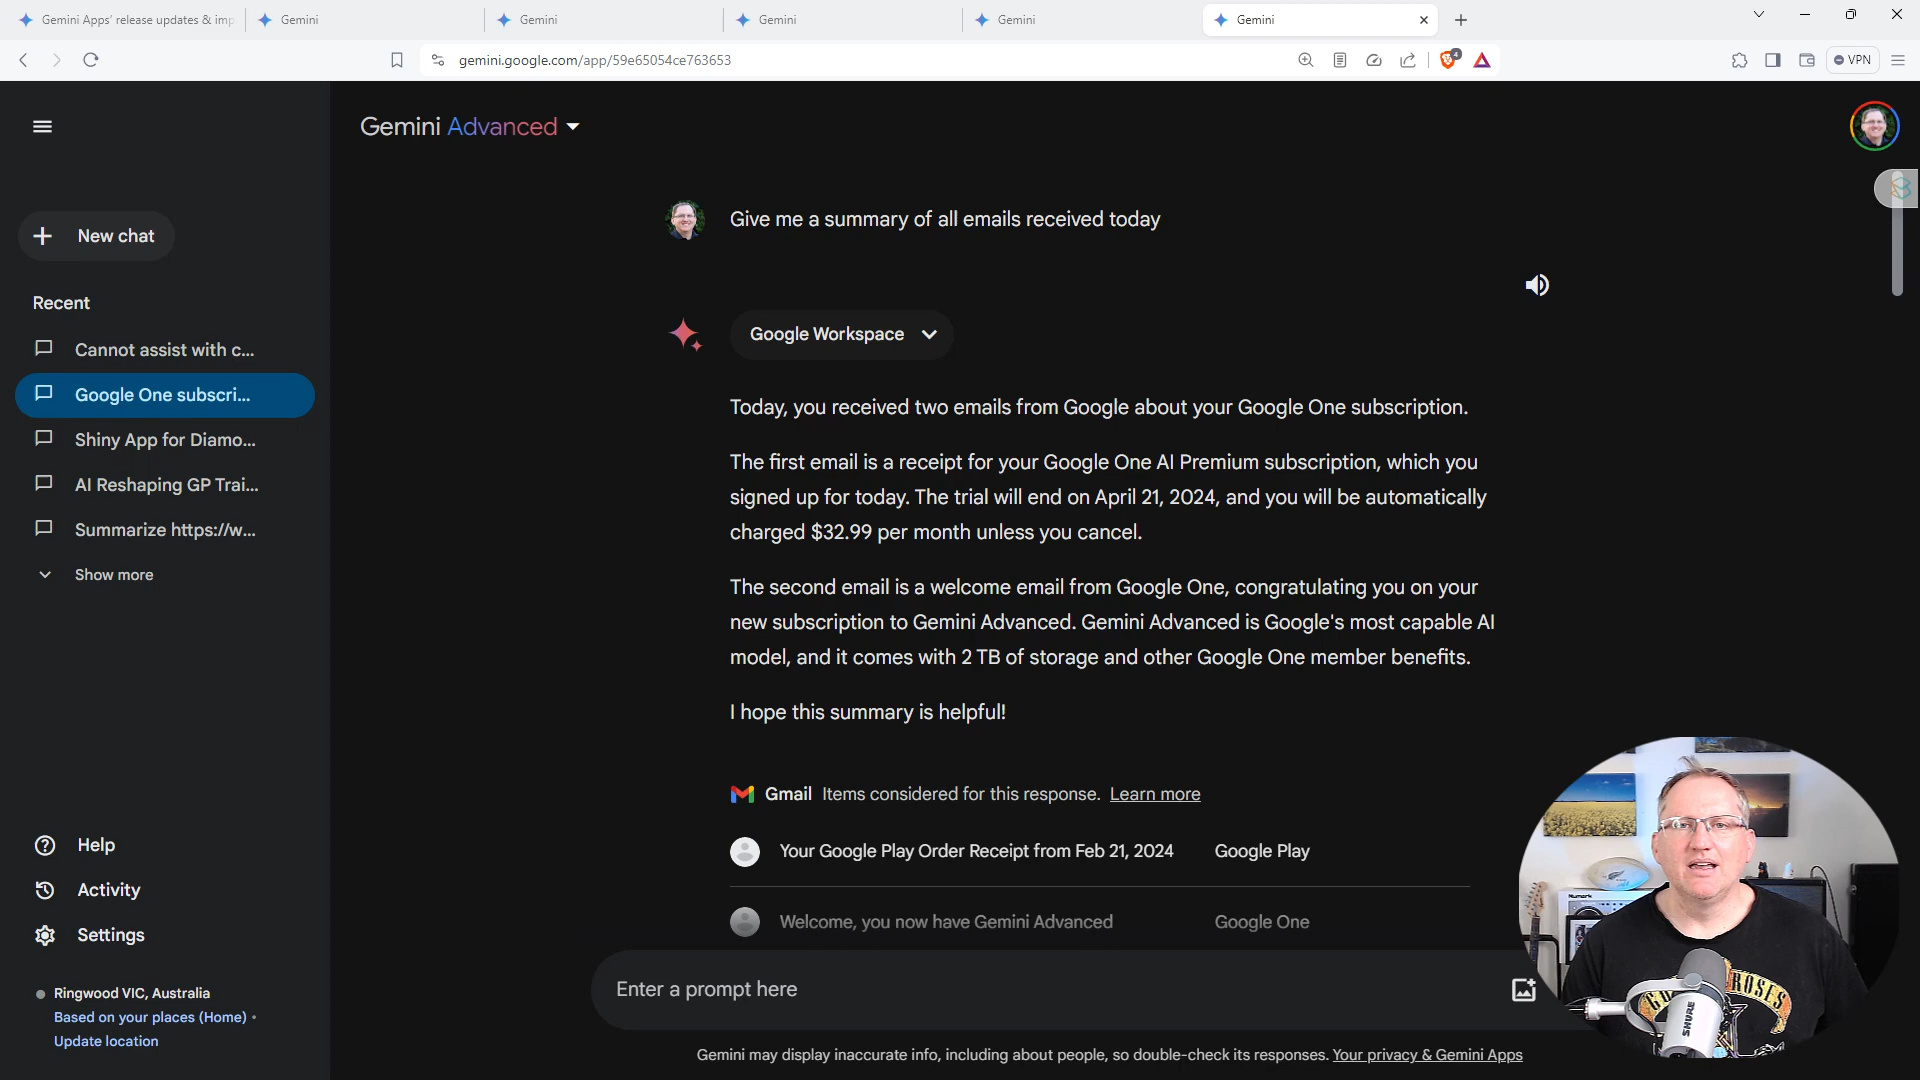 Gemini Apps' release updates & imp
Gemini
Gemini
Gemini
Gemini
Gemini
gemini.google.com/app/59e65054ce763653
4
VPN
Gemini Advanced
New chat
Recent
Cannot assist with c...
Google One subscri...
Shiny App for Diamo...
AI Reshaping GP Trai...
Summarize https://w...
Show more
Help
Activity
Settings
Ringwood VIC, Australia
Based on your places (Home) •
Update location
Give me a summary of all emails received today
Google Workspace
Today, you received two emails from Google about your Google One subscription.
The first email is a receipt for your Google One AI Premium subscription, which you
signed up for today. The trial will end on April 21, 2024, and you will be automatically
charged $32.99 per month unless you cancel.
The second email is a welcome email from Google One, congratulating you on your
new subscription to Gemini Advanced. Gemini Advanced is Google's most capable AI
model, and it comes with 2 TB of storage and other Google One member benefits.
I hope this summary is helpful!
Gmail Items considered for this response. Learn more
Your Google Play Order Receipt from Feb 21, 2024 Google Play
Welcome, you now have Gemini Advanced Google One
Enter a prompt here
Gemini may display inaccurate info, including about people, so double-check its responses. Your privacy & Gemini Apps
Numark
ROSES
SHURE